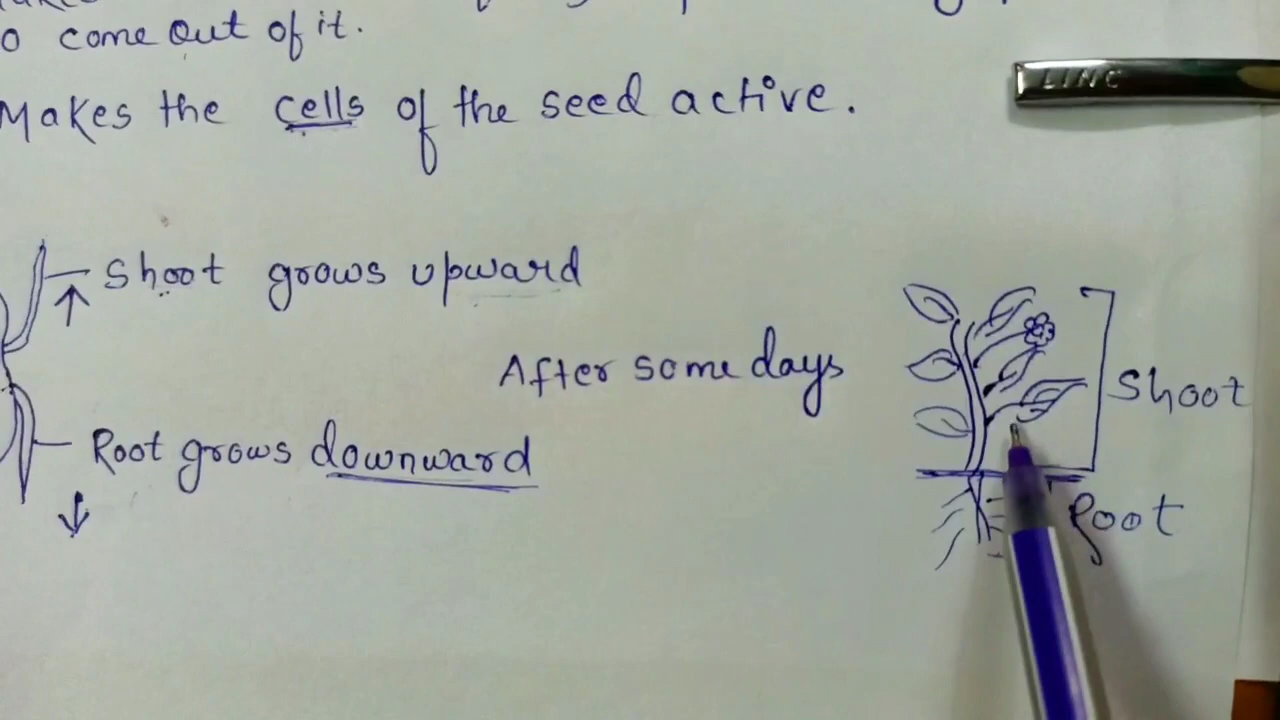 o come out of it.
Makes the cells of the seed active.
LINC
Shoot grows upward
After some days
Shoot
Root grows downward
Root